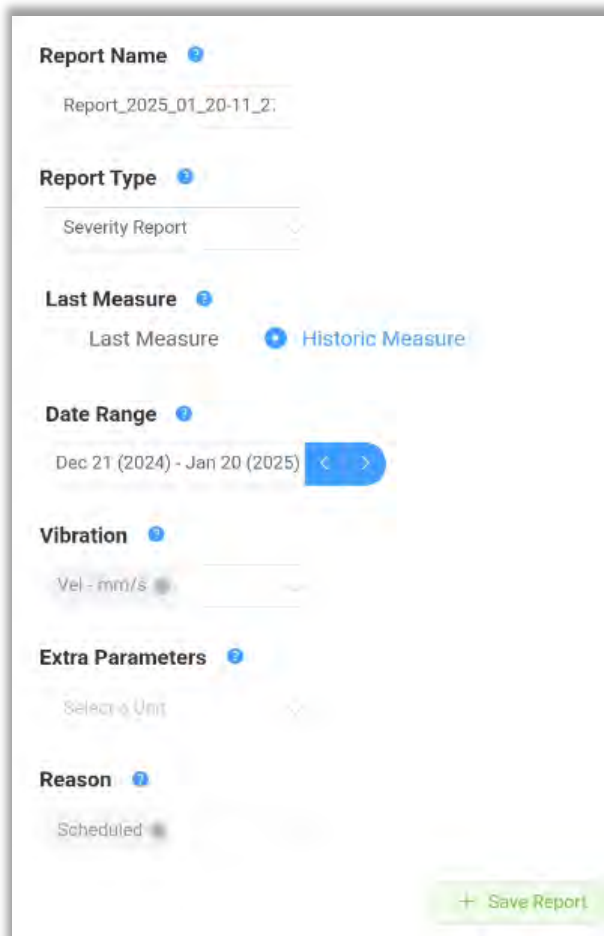 Report Name ?
Report_2025_01_20-11_2
Report Type ?
Severity Report
Last Measure ?
Last Measure Historic Measure
Date Range ?
Dec 21 (2024) - Jan 20 (2025) < >
Vibration ?
Vel - mm/s
Extra Parameters ?
Select a Unit
Reason ?
Scheduled
+ Save Report